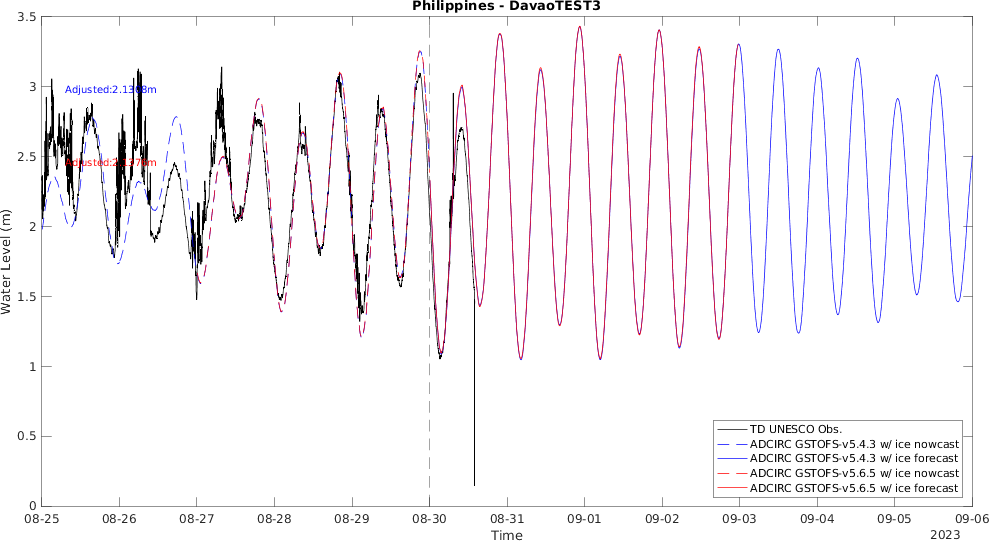 Philippines - DavaoTEST3
3.5
3
2.5
2
1.5
1
0.5
0
Water Level (m)
Adjusted:2.1368m
TD UNESCO Obs.
ADCIRC GSTOFS-v5.4.3 w/ ice nowcast
ADCIRC GSTOFS-v5.4.3 w/ ice forecast
ADCIRC GSTOFS-v5.6.5 w/ ice nowcast
ADCIRC GSTOFS-v5.6.5 w/ ice forecast
08-25 08-26 08-27 08-28 08-29 08-30 08-31 09-01 09-02 09-03 09-04 09-05 09-06
Time
2023